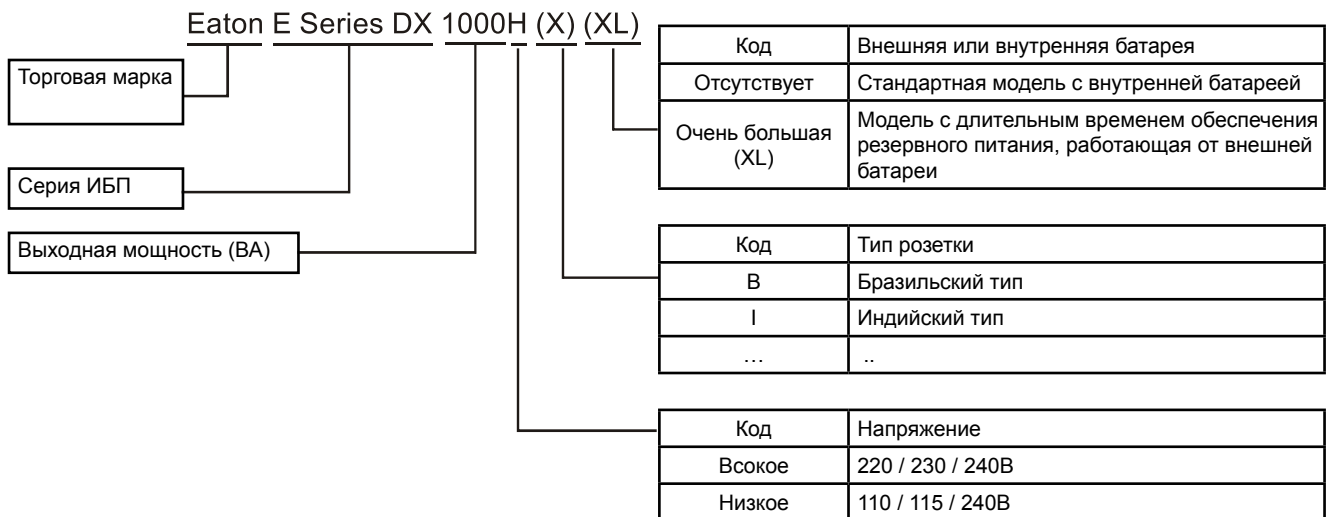 Eaton E Series DX 1000H (X) (XL)
Торговая марка
Серия ИБП
Выходная мощность (ВА)
Код Внешняя или внутренняя батарея
Отсутствует Стандартная модель с внутренней батареей
Очень большая (XL) Модель с длительным временем обеспечения
резервного питания, работающая от внешней
батареи
Код Тип розетки
B Бразильский тип
I Индийский тип
… ..
Код Напряжение
Всокое 220 / 230 / 240В
Низкое 110 / 115 / 240В